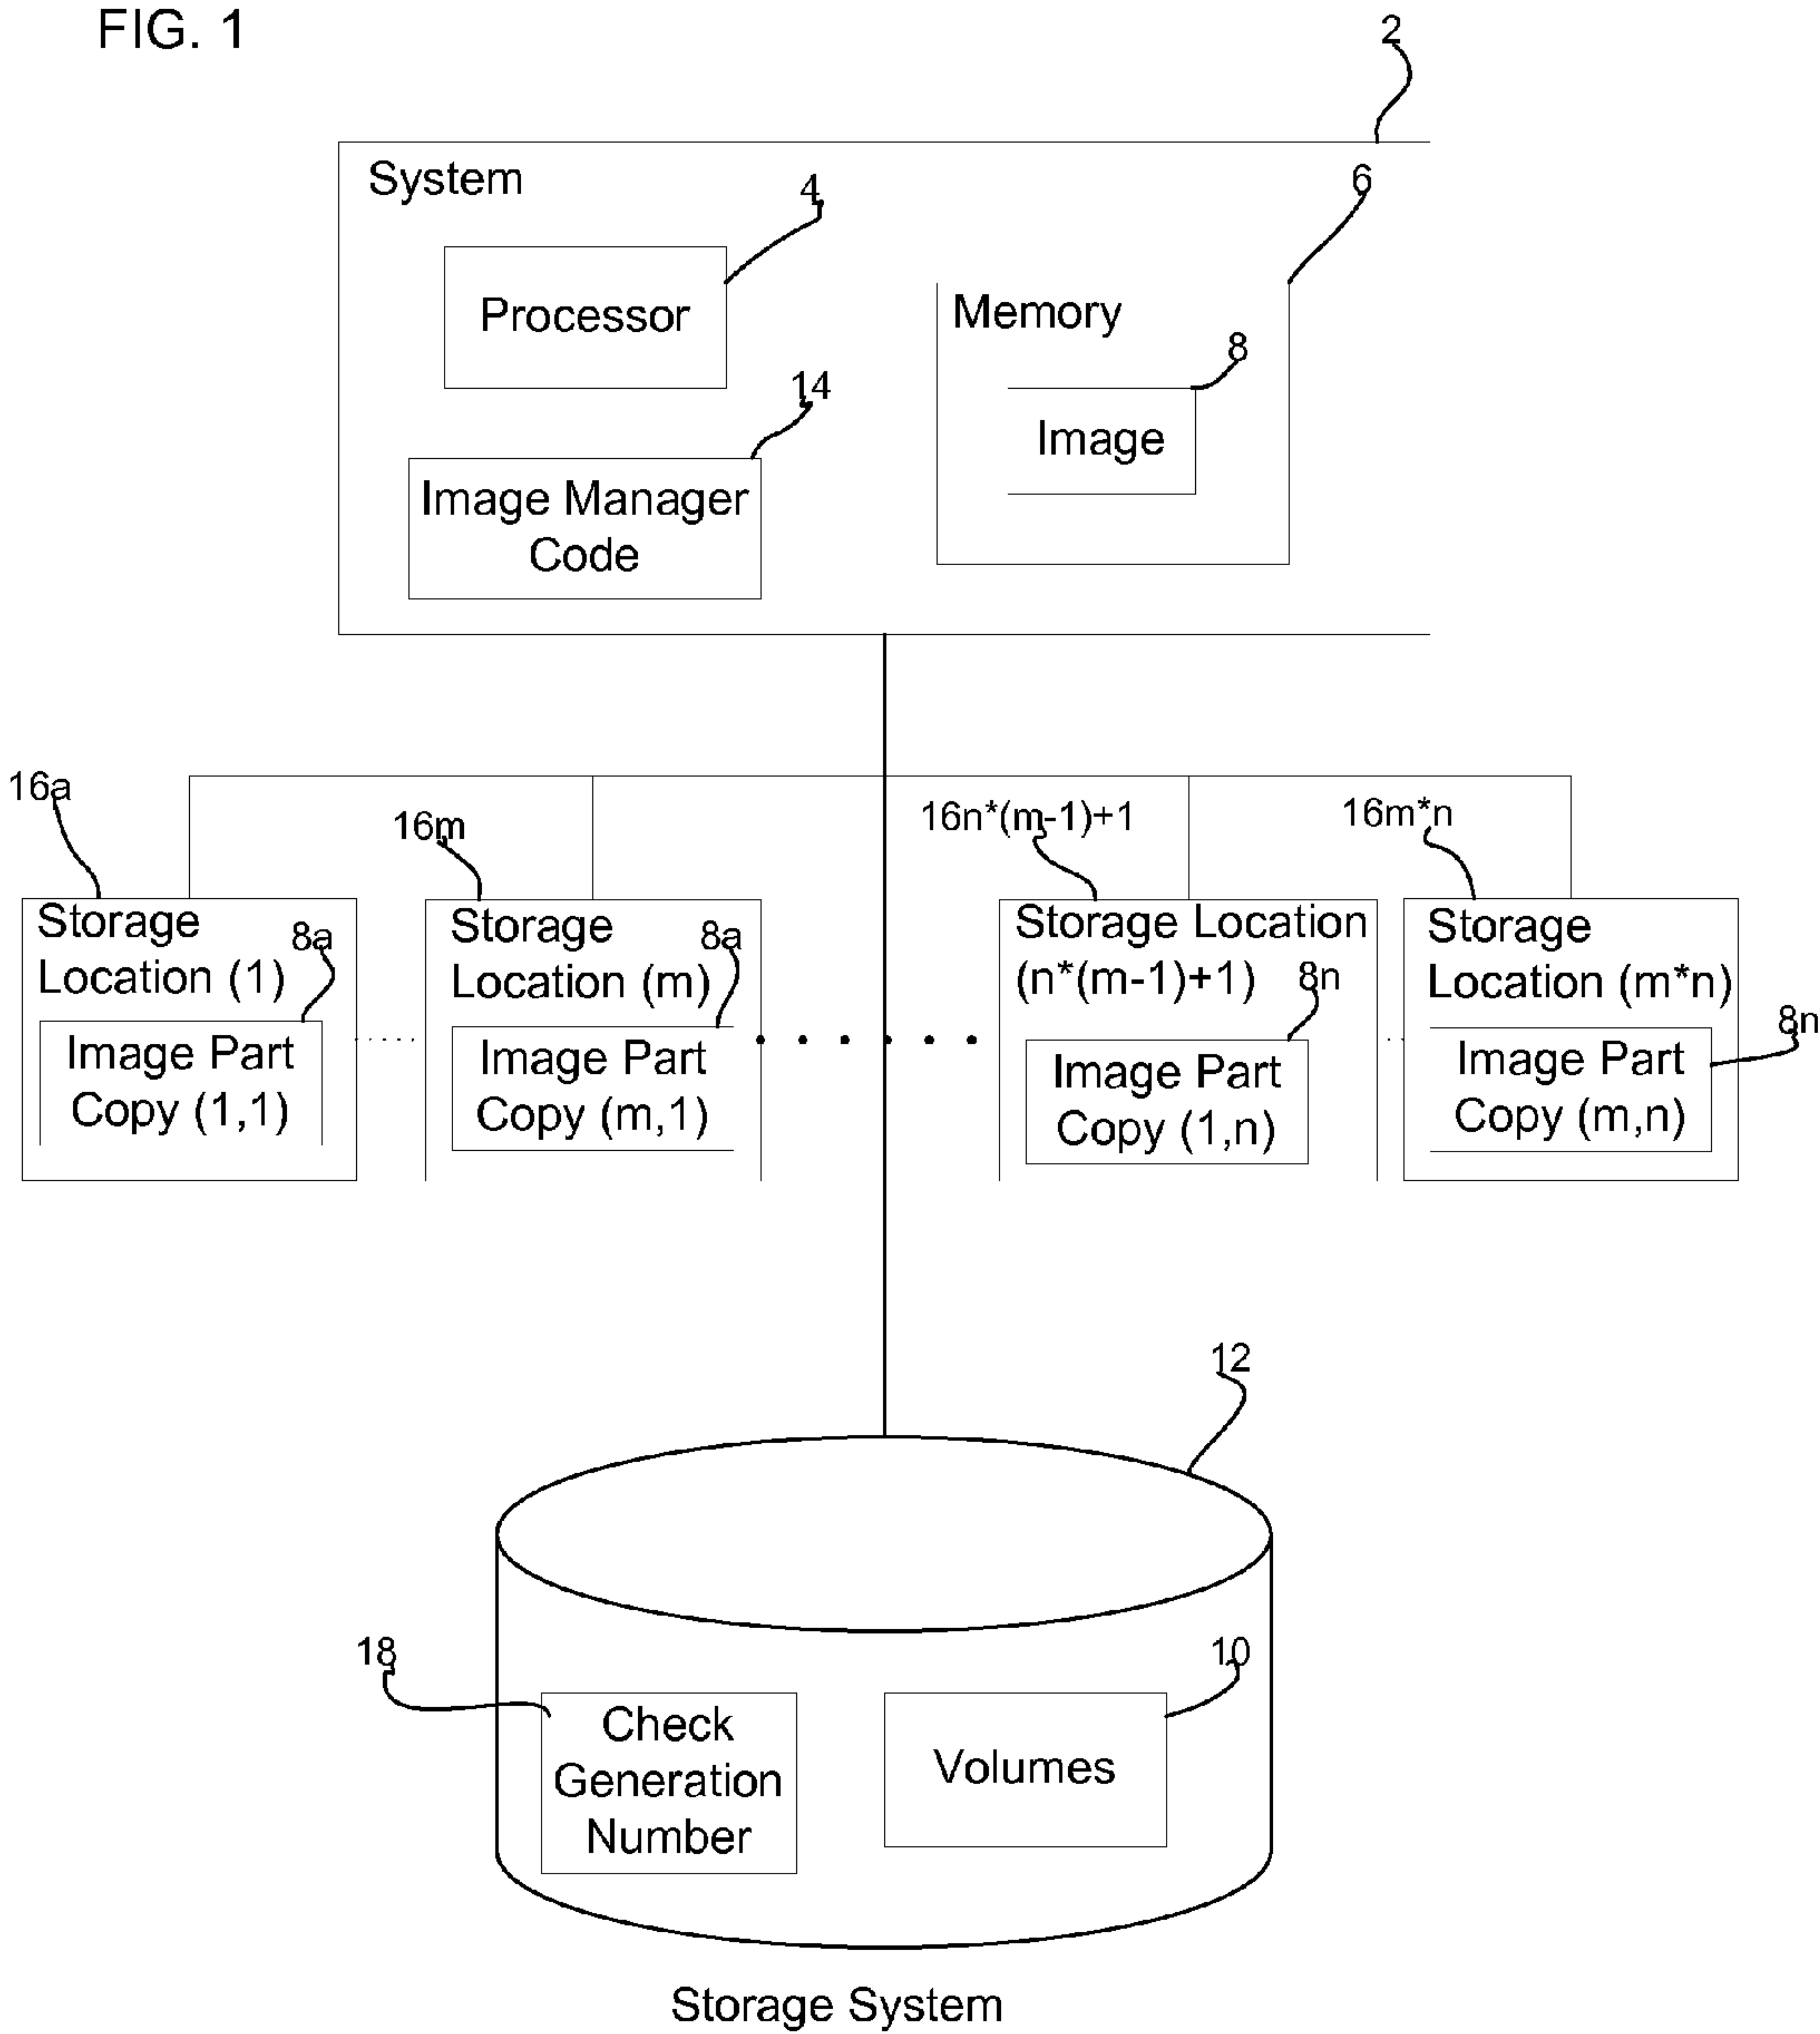 FIG. 1
2
System
4
6
Processor
Memory
8
14
Image
Image Manager
Code
16a
16m
16n*(m-1)+1
16m*n
Storage
Location (1)
8a
Image Part
Copy (1,1)
Storage
Location (m)
8a
Image Part
Copy (m,1)
Storage Location
(n*(m-1)+1)
8n
Image Part
Copy (1,n)
Storage
Location (m*n)
8n
Image Part
Copy (m,n)
12
18
10
Check
Generation
Number
Volumes
Storage System